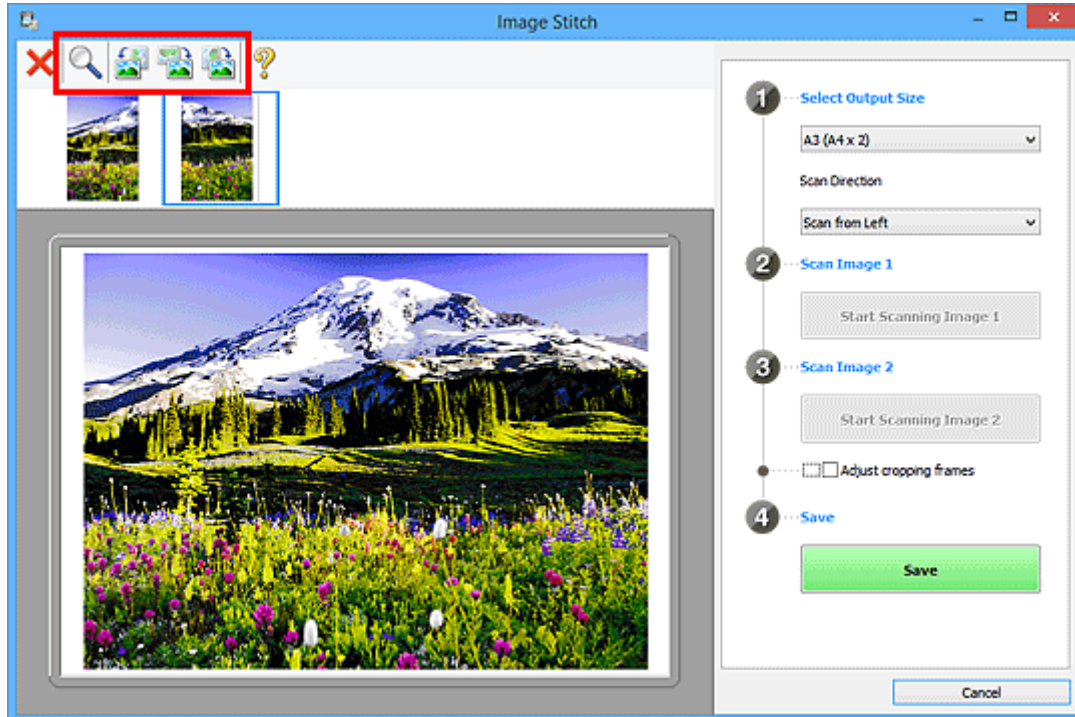 Image Stitch
1
Select Output Size
A3 (A4 x 2)
Scan Direction
Scan from Left
2
Scan Image 1
Start Scanning Image 1
3
Scan Image 2
Start Scanning Image 2
Adjust cropping frames
4
Save
Save
Cancel